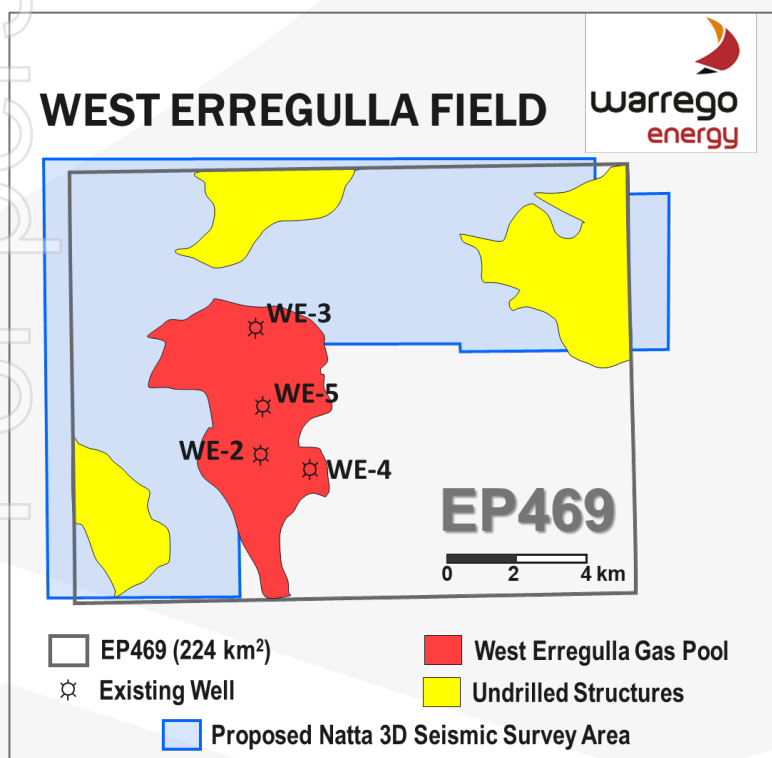 WEST ERREGULLA FIELD
warrego
energy
WE-3
WE-5
WE-2
WE-4
EP469
0 2 4 km
EP469 (224 km²)
West Erregulla Gas Pool
Existing Well
Undrilled Structures
Proposed Natta 3D Seismic Survey Area